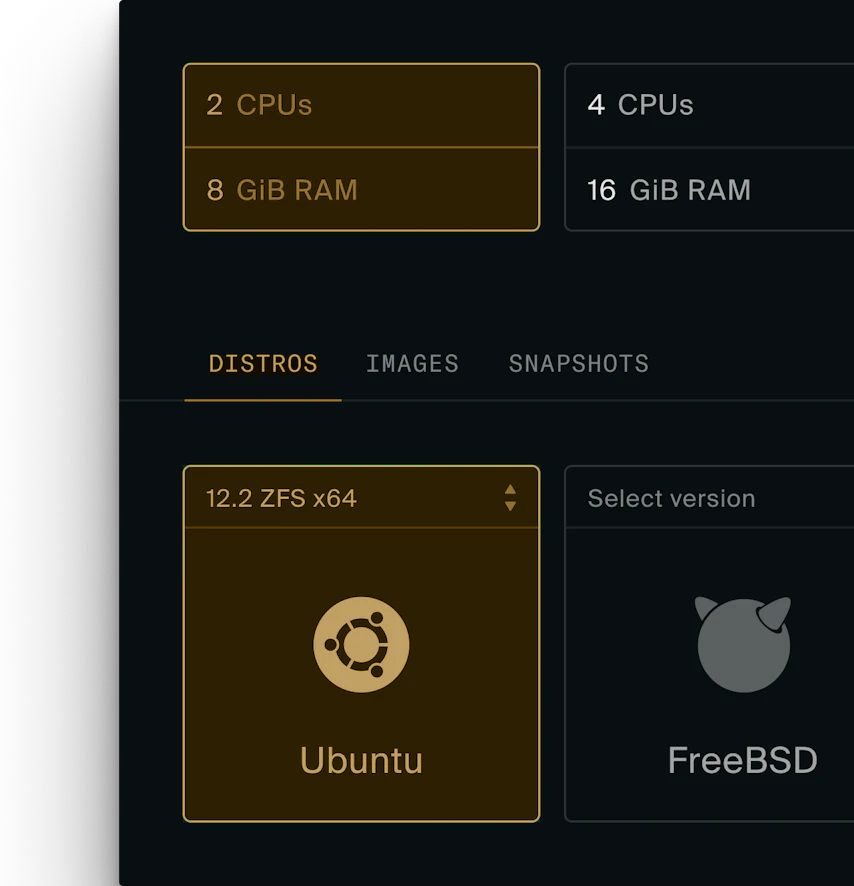 2 CPUs
4 CPUs
8 GiB RAM
16 GiB RAM
DISTROS
IMAGES
SNAPSHOTS
12.2 ZFS x64
Select version
Ubuntu
FreeBSD